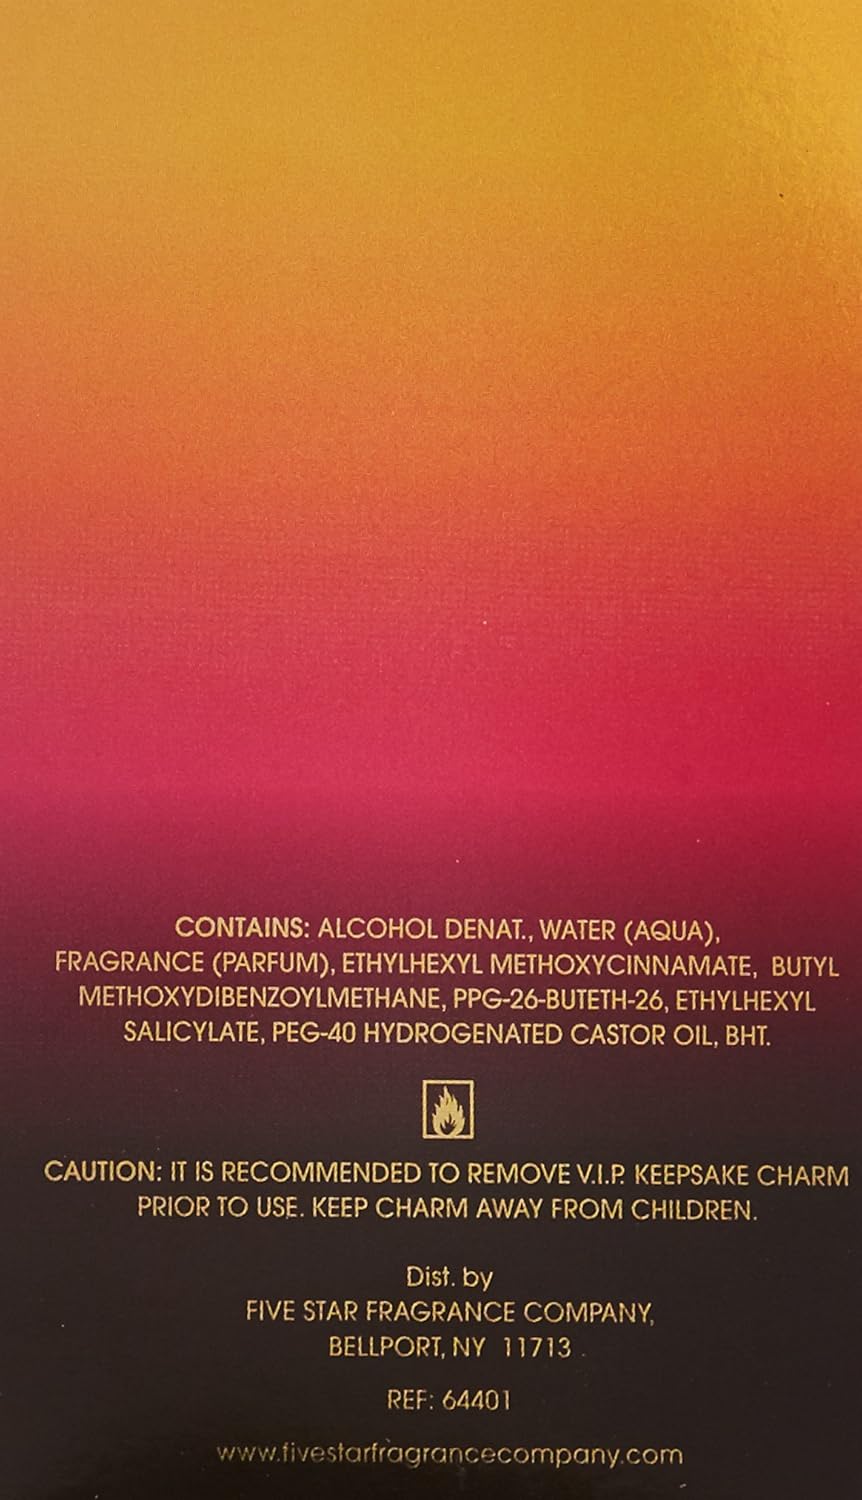 CONTAINS: ALCOHOL DENAT., WATER (AQUA),
FRAGRANCE (PARFUM), ETHYLHEXYL METHOXYCINNAMATE, BUTYL
METHOXYDIBENZOYLMETHANE, PPG-26-BUTETH-26, ETHYLHEXYL
SALICYLATE, PEG-40 HYDROGENATED CASTOR OIL, BHT.
CAUTION: IT IS RECOMMENDED TO REMOVE V.I.P. KEEPSAKE CHARM
PRIOR TO USE. KEEP CHARM AWAY FROM CHILDREN.
Dist. by
FIVE STAR FRAGRANCE COMPANY,
BELLPORT, NY 11713
REF: 64401
www.fivestarfragrancecompany.com